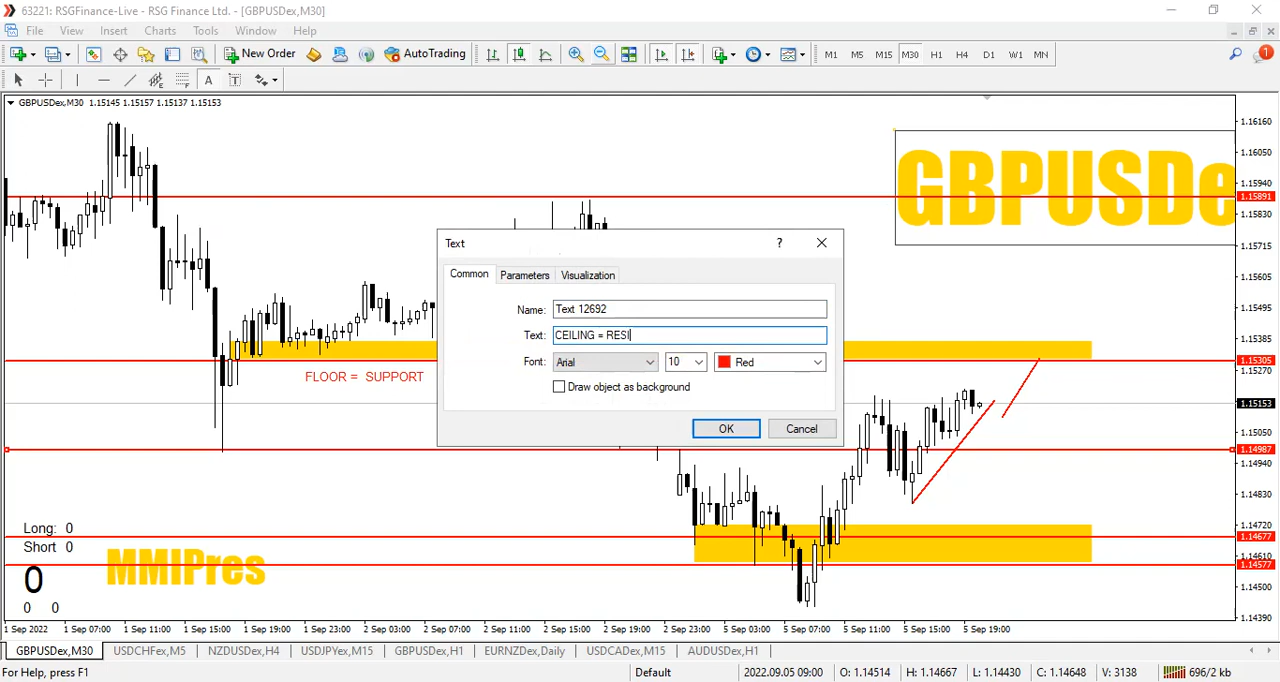 63221: RSGFinance-Live - RSG Finance Ltd. - [GBPUSDex,M30]
File View Insert Charts Tools Window Help
New Order AutoTrading M1 M5 M15 M30 H1 H4 D1 W1 MN 1
A T
GBPUSDex,M30 1.15145 1.15157 1.15137 1.15153
1.16160
1.16050
1.15940
1.15891
1.15830
1.15715
1.15605
1.15495
1.15385
1.15305
1.15270
1.15153
1.15050
1.14987
1.14940
1.14830
1.14720
1.14677
1.14610
1.14577
1.14500
1.14390
GBPUSDe
Text ?
Common Parameters Visualization
Name: Text 12692
Text: CEILING = RESI
Font: Arial 10 Red
Draw object as background
OK Cancel
FLOOR = SUPPORT
Long: 0
Short 0
0
0 0
MMIPres
1 Sep 2022 1 Sep 07:00 1 Sep 11:00 1 Sep 15:00 1 Sep 19:00 1 Sep 23:00 2 Sep 03:00 2 Sep 07:00 2 Sep 11:00 2 Sep 15:00 2 Sep 19:00 2 Sep 23:00 5 Sep 03:00 5 Sep 07:00 5 Sep 11:00 5 Sep 15:00 5 Sep 19:00
GBPUSDex,M30 USDCHFex,M5 NZDUSDex,H4 USDJPYex,M15 GBPUSDex,H1 EURNZDex,Daily USDCADex,M15 AUDUSDex,H1
For Help, press F1 Default 2022.09.05 09:00 O: 1.14514 H: 1.14667 L: 1.14430 C: 1.14648 V: 3138 696/2 kb